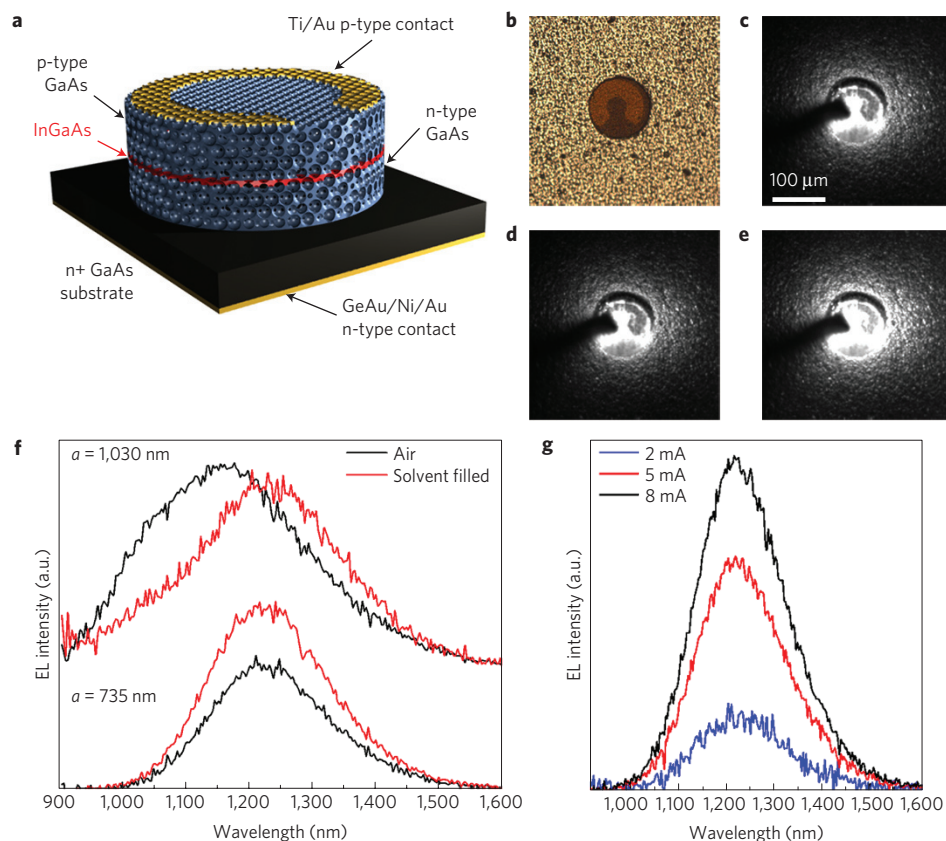 a
Ti/Au p-type contact
p-type
GaAs
InGaAs
n-type
GaAs
n+ GaAs
substrate
GeAu/Ni/Au
n-type contact
b
c
100 μm
d
e
f
a = 1,030 nm
Air
Solvent filled
a = 735 nm
EL intensity (a.u.)
900 1,000 1,100 1,200 1,300 1,400 1,500 1,600
Wavelength (nm)
g
2 mA
5 mA
8 mA
EL intensity (a.u.)
1,000 1,100 1,200 1,300 1,400 1,500 1,600
Wavelength (nm)